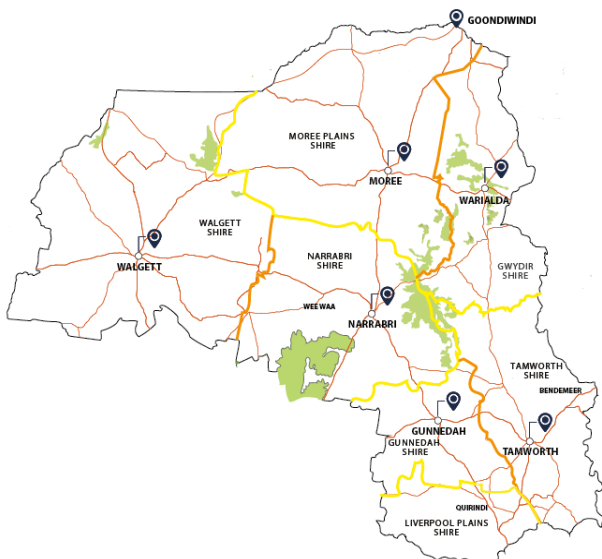 GOONDIWINDI
MOREE PLAINS
SHIRE
MOREE
WARIALDA
WALGETT
SHIRE
WALGETT
NARRABRI
SHIRE
GWYDIR
SHIRE
WEE WAA
NARRABRI
TAMWORTH
SHIRE
BENDEMEER
GUNNEDAH
GUNNEDAH
SHIRE
TAMWORTH
QUIRINDI
LIVERPOOL PLAINS
SHIRE